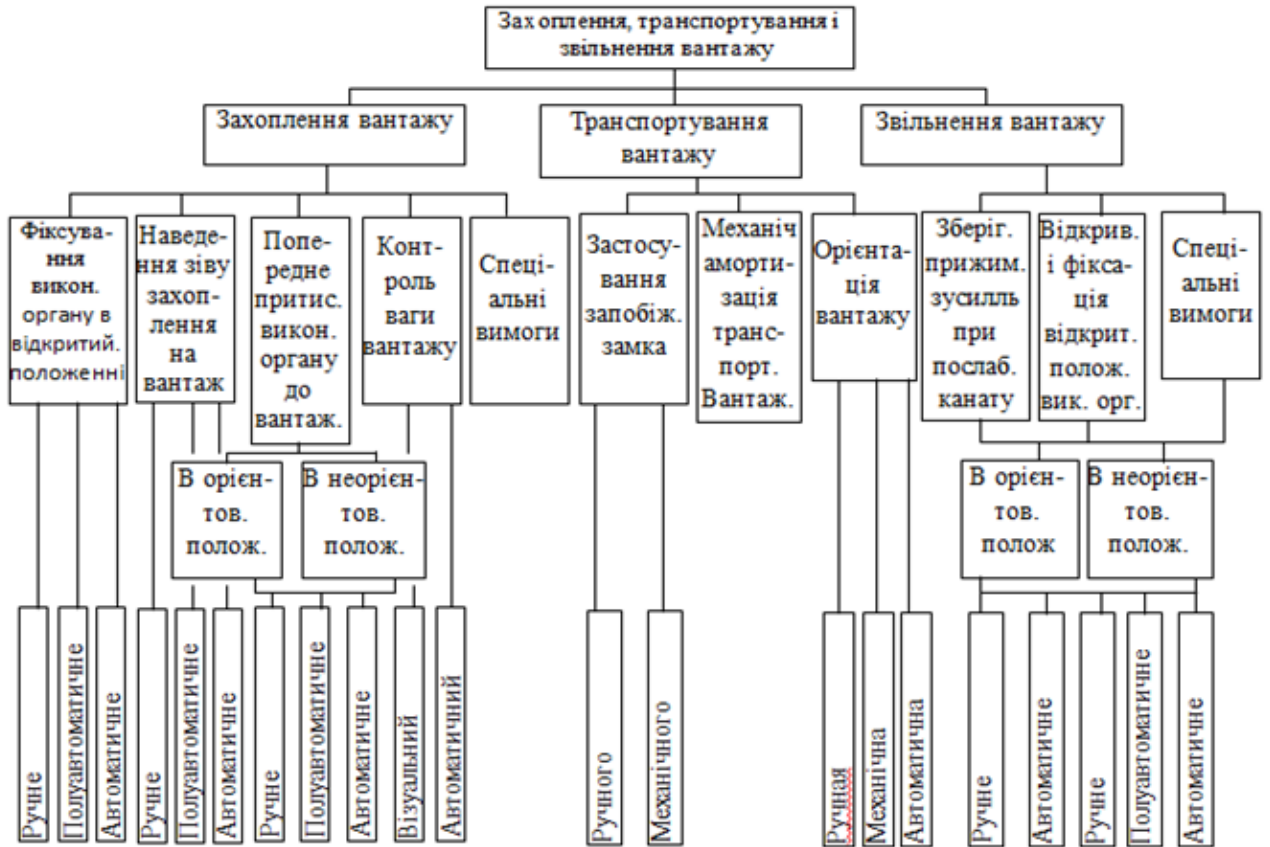 Захоплення, транспортування і
звільнення вантажу
Захоплення вантажу
Транспортування
вантажу
Звільнення вантажу
Фіксува-
ння
викон.
органу в
відкритий.
положенні
Наведе-
ння зіву
захоп-
лення
на
вантаж
Попе-
редне
притис.
викон.
органу
до
вантаж.
Конт-
роль
ваги
вантажу
Спеці-
альні
вимоги
Застосу-
вання
запобіж.
замка
Механіч
аморти-
зація
транс-
порт.
Вантаж.
Орієнта-
ція
вантажу
Зберіг.
прижим.
зусилль
при
послаб.
канату
Відкрив.
і фікса-
ція
відкрит.
полож.
вик. орг.
Спеці-
альні
вимоги
В орієн-
тов.
полож.
В неорієн-
тов.
полож.
В орієн-
тов.
полож
В неорієн-
тов.
полож.
Ручне
Полуавтоматичне
Автоматичне
Ручне
Полуавтоматичне
Автоматичне
Ручне
Полуавтоматичне
Автоматичне
Візуальний
Автоматичний
Ручного
Механічного
Ручная
Механічна
Автоматична
Ручне
Автоматичне
Ручне
Полуавтоматичне
Автоматичне